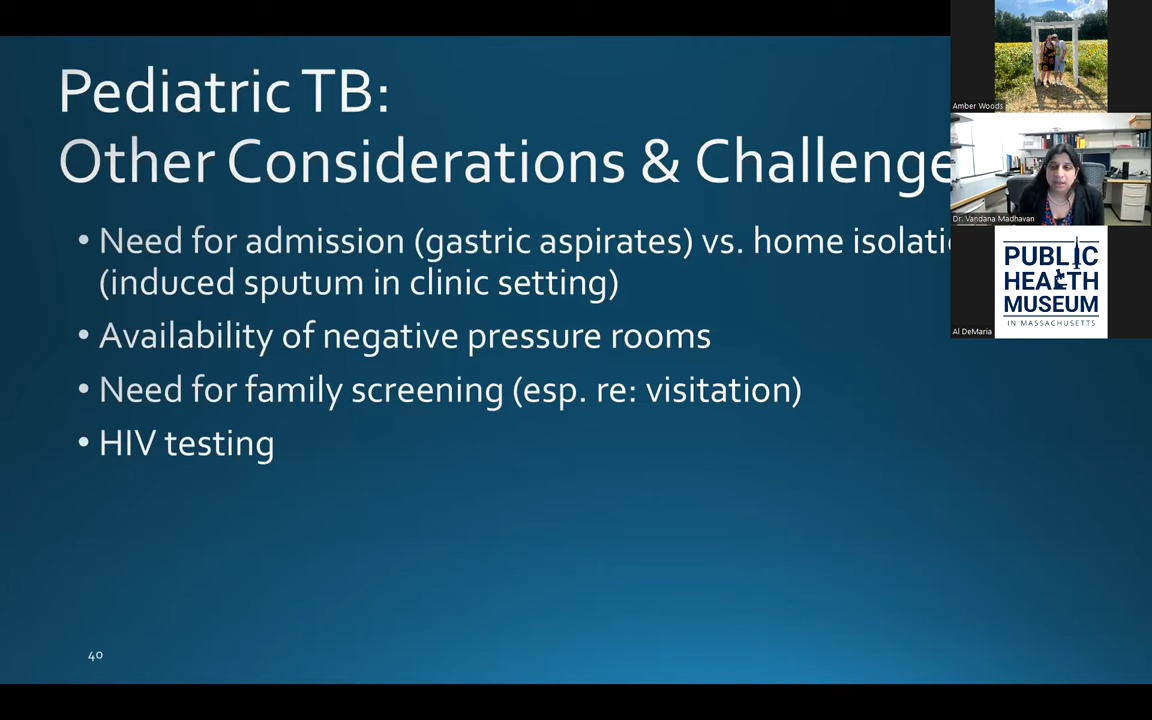 Pediatric TB:
Other Considerations & Challenge
• Need for admission (gastric aspirates) vs. home isolati
(induced sputum in clinic setting)
• Availability of negative pressure rooms
• Need for family screening (esp. re: visitation)
• HIV testing
40
Amber Woods
Dr. Vandana Madhavan
PUBLIC
HEALTH
MUSEUM
IN MASSACHUSETTS
Al DeMaria